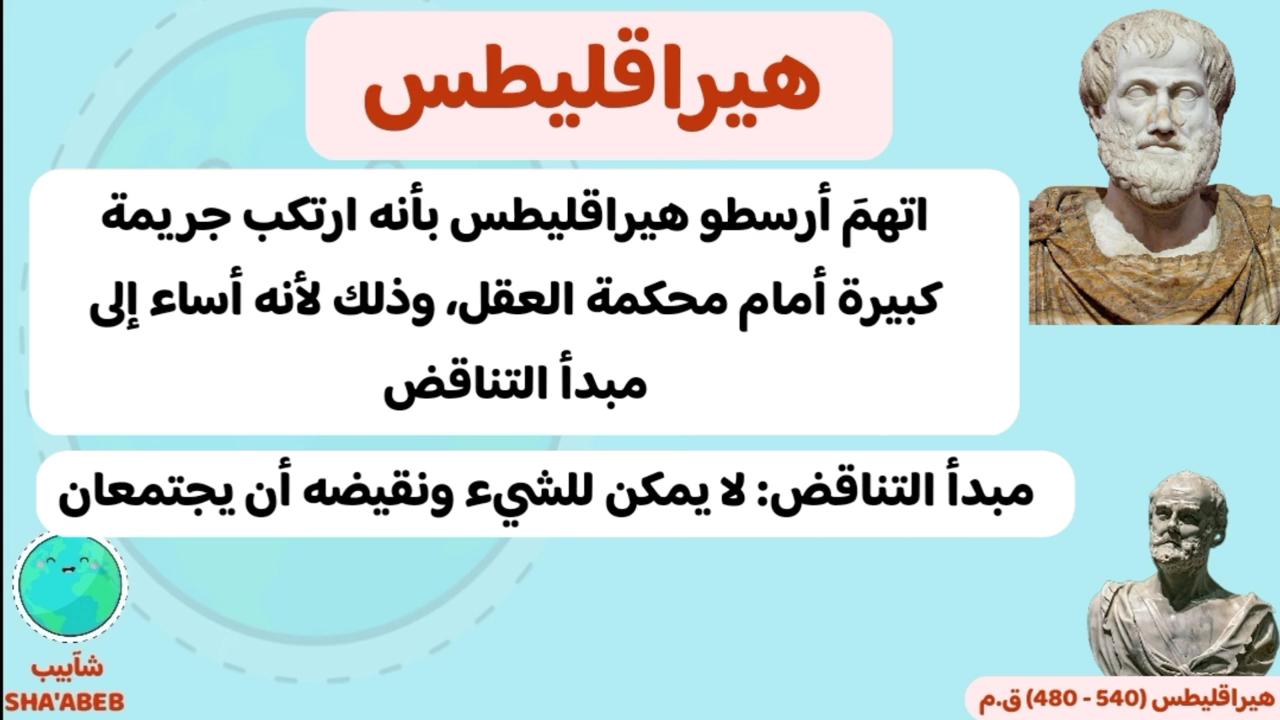 هيراقليطس
اتهمَ أرسطو هيراقليطس بأنه ارتكب جريمة
كبيرة أمام محكمة العقل، وذلك لأنه أساء إلى
مبدأ التناقض
مبدأ التناقض: لا يمكن للشيء ونقيضه أن يجتمعان
شآبيب
SHA'ABEB
هيراقليطس (540 - 480) ق.م